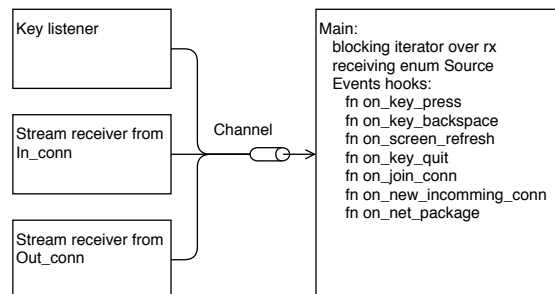 Key listener
Stream receiver from
In_conn
Stream receiver from
Out_conn
Channel
Main:
blocking iterator over rx
receiving enum Source
Events hooks:
fn on_key_press
fn on_key_backspace
fn on_screen_refresh
fn on_key_quit
fn on_join_conn
fn on_new_incomming_conn
fn on_net_package